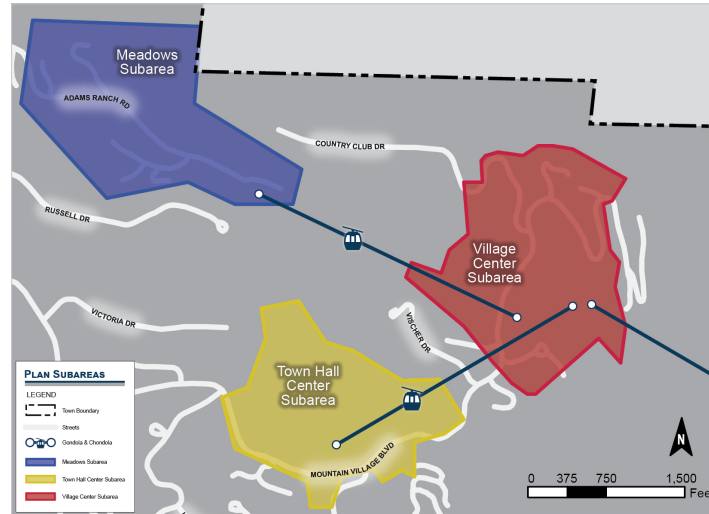 Meadows
Subarea
ADAMS RANCH RD
COUNTRY CLUB DR
RUSSELL DR
Village
Center
Subarea
VICTORIA DR
VISCHER DR
Town Hall
Center
Subarea
MOUNTAIN VILLAGE BLVD
PLAN SUBAREAS
LEGEND
Town Boundary
Streets
Gondola & Chondola
Meadows Subarea
Town Hall Center Subarea
Village Center Subarea
N
0 375 750 1,500
Fee